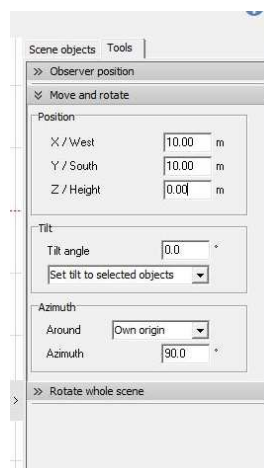 Scene objects Tools
» Observer position
Move and rotate
Position
X / West 10.00 m
Y / South 10.00 m
Z / Height 0.00 m
Tilt
Tilt angle 0.0 °
Set tilt to selected objects
Azimuth
Around Own origin
Azimuth 90.0 °
» Rotate whole scene